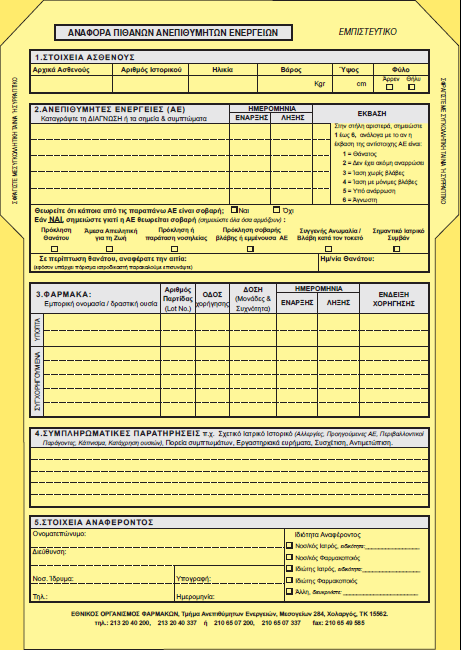 ΑΝΑΦΟΡΑ ΠΙΘΑΝΩΝ ΑΝΕΠΙΘΥΜΗΤΩΝ ΕΝΕΡΓΕΙΩΝ
ΕΜΠΙΣΤΕΥΤΙΚΟ
1.ΣΤΟΙΧΕΙΑ ΑΣΘΕΝΟΥΣ
Αρχικά Ασθενούς Αριθμός Ιστορικού Ηλικία Βάρος Ύψος Φύλο
Άρρεν Θήλυ
Kgr cm
2.ΑΝΕΠΙΘΥΜΗΤΕΣ ΕΝΕΡΓΕΙΕΣ (ΑΕ) ΗΜΕΡΟΜΗΝΙΑ ΕΚΒΑΣΗ
Καταγράψτε τη ΔΙΑΓΝΩΣΗ ή τα σημεία & συμπτώματα ΕΝΑΡΞΗΣ ΛΗΞΗΣ
Στην στήλη αριστερά, σημειώστε
1 έως 6, ανάλογα με το αν η
έκβαση της αντίστοιχης ΑΕ είναι:
1 = Θάνατος
2 = Δεν έχει ακόμη αναρρώσει
3 = Ίαση χωρίς βλάβες
4 = Ίαση με μόνιμες βλάβες
5 = Υπό ανάρρωση
6 = Άγνωστη
Θεωρείτε ότι κάποια από τις παραπάνω ΑΕ είναι σοβαρή; Ναι Όχι
Εάν ΝΑΙ, σημειώστε γιατί η ΑΕ θεωρείται σοβαρή (σημειώστε όλα όσα αρμόζουν) :
Πρόκληση Θανάτου
Άμεσα Απειλητική για τη ζωή
Πρόκληση ή παράταση νοσηλείας
Πρόκληση σοβαρής βλάβης ή εμμένουσα ΑΕ
Συγγενής Ανωμαλία / Βλάβη κατά τον τοκετό
Σημαντικό Ιατρικό Συμβάν
Σε περίπτωση θανάτου, αναφέρατε την αιτία: Ημ/νία Θανάτου:
(εφόσον υπάρχει πόρισμα ιατροδικαστή παρακαλούμε επισυνάψτε)
3.ΦΑΡΜΑΚΑ:
Εμπορική ονομασία / δραστική ουσία
Αριθμός Παρτίδας (Lot No.)
ΟΔΟΣ χορήγησης
ΔΟΣΗ (Μονάδες & Συχνότητα)
ΗΜΕΡΟΜΗΝΙΑ
ΕΝΑΡΞΗΣ ΛΗΞΗΣ
ΕΝΔΕΙΞΗ ΧΟΡΗΓΗΣΗΣ
ΥΠΟΠΤΑ
ΣΥΓΧΟΡΗΓΟΥΜΕΝΑ
4.ΣΥΜΠΛΗΡΩΜΑΤΙΚΕΣ ΠΑΡΑΤΗΡΗΣΕΙΣ π.χ. Σχετικό Ιατρικό Ιστορικό (Αλλεργίες, Προηγούμενες ΑΕ, Περιβαλλοντικοί
Παράγοντες, Κάπνισμα, Κατάχρηση ουσιών), Πορεία συμπτωμάτων, Εργαστηριακά ευρήματα, Συσχέτιση, Αντιμετώπιση.
5.ΣΤΟΙΧΕΙΑ ΑΝΑΦΕΡΟΝΤΟΣ
Ονοματεπώνυμο: Ιδιότητα Αναφέροντος
Νοσ/κός Ιατρός, ειδικότητα:
Διεύθυνση: Νοσ/κός Φαρμακοποιός
Ιδιώτης Ιατρός, ειδικότητα:
Νοσ. Ίδρυμα: Υπογραφή: Ιδιώτης Φαρμακοποιός
Τηλ.: Ημερομηνία: Άλλη, διευκρινίστε:
ΕΘΝΙΚΟΣ ΟΡΓΑΝΙΣΜΟΣ ΦΑΡΜΑΚΩΝ, Τμήμα Ανεπιθύμητων Ενεργειών, Μεσογείων 284, Χολαργός, ΤΚ 15562.
τηλ.: 213 20 40 200, 213 20 40 337 ή 210 65 07 200, 210 65 07 337 fax: 210 65 49 585